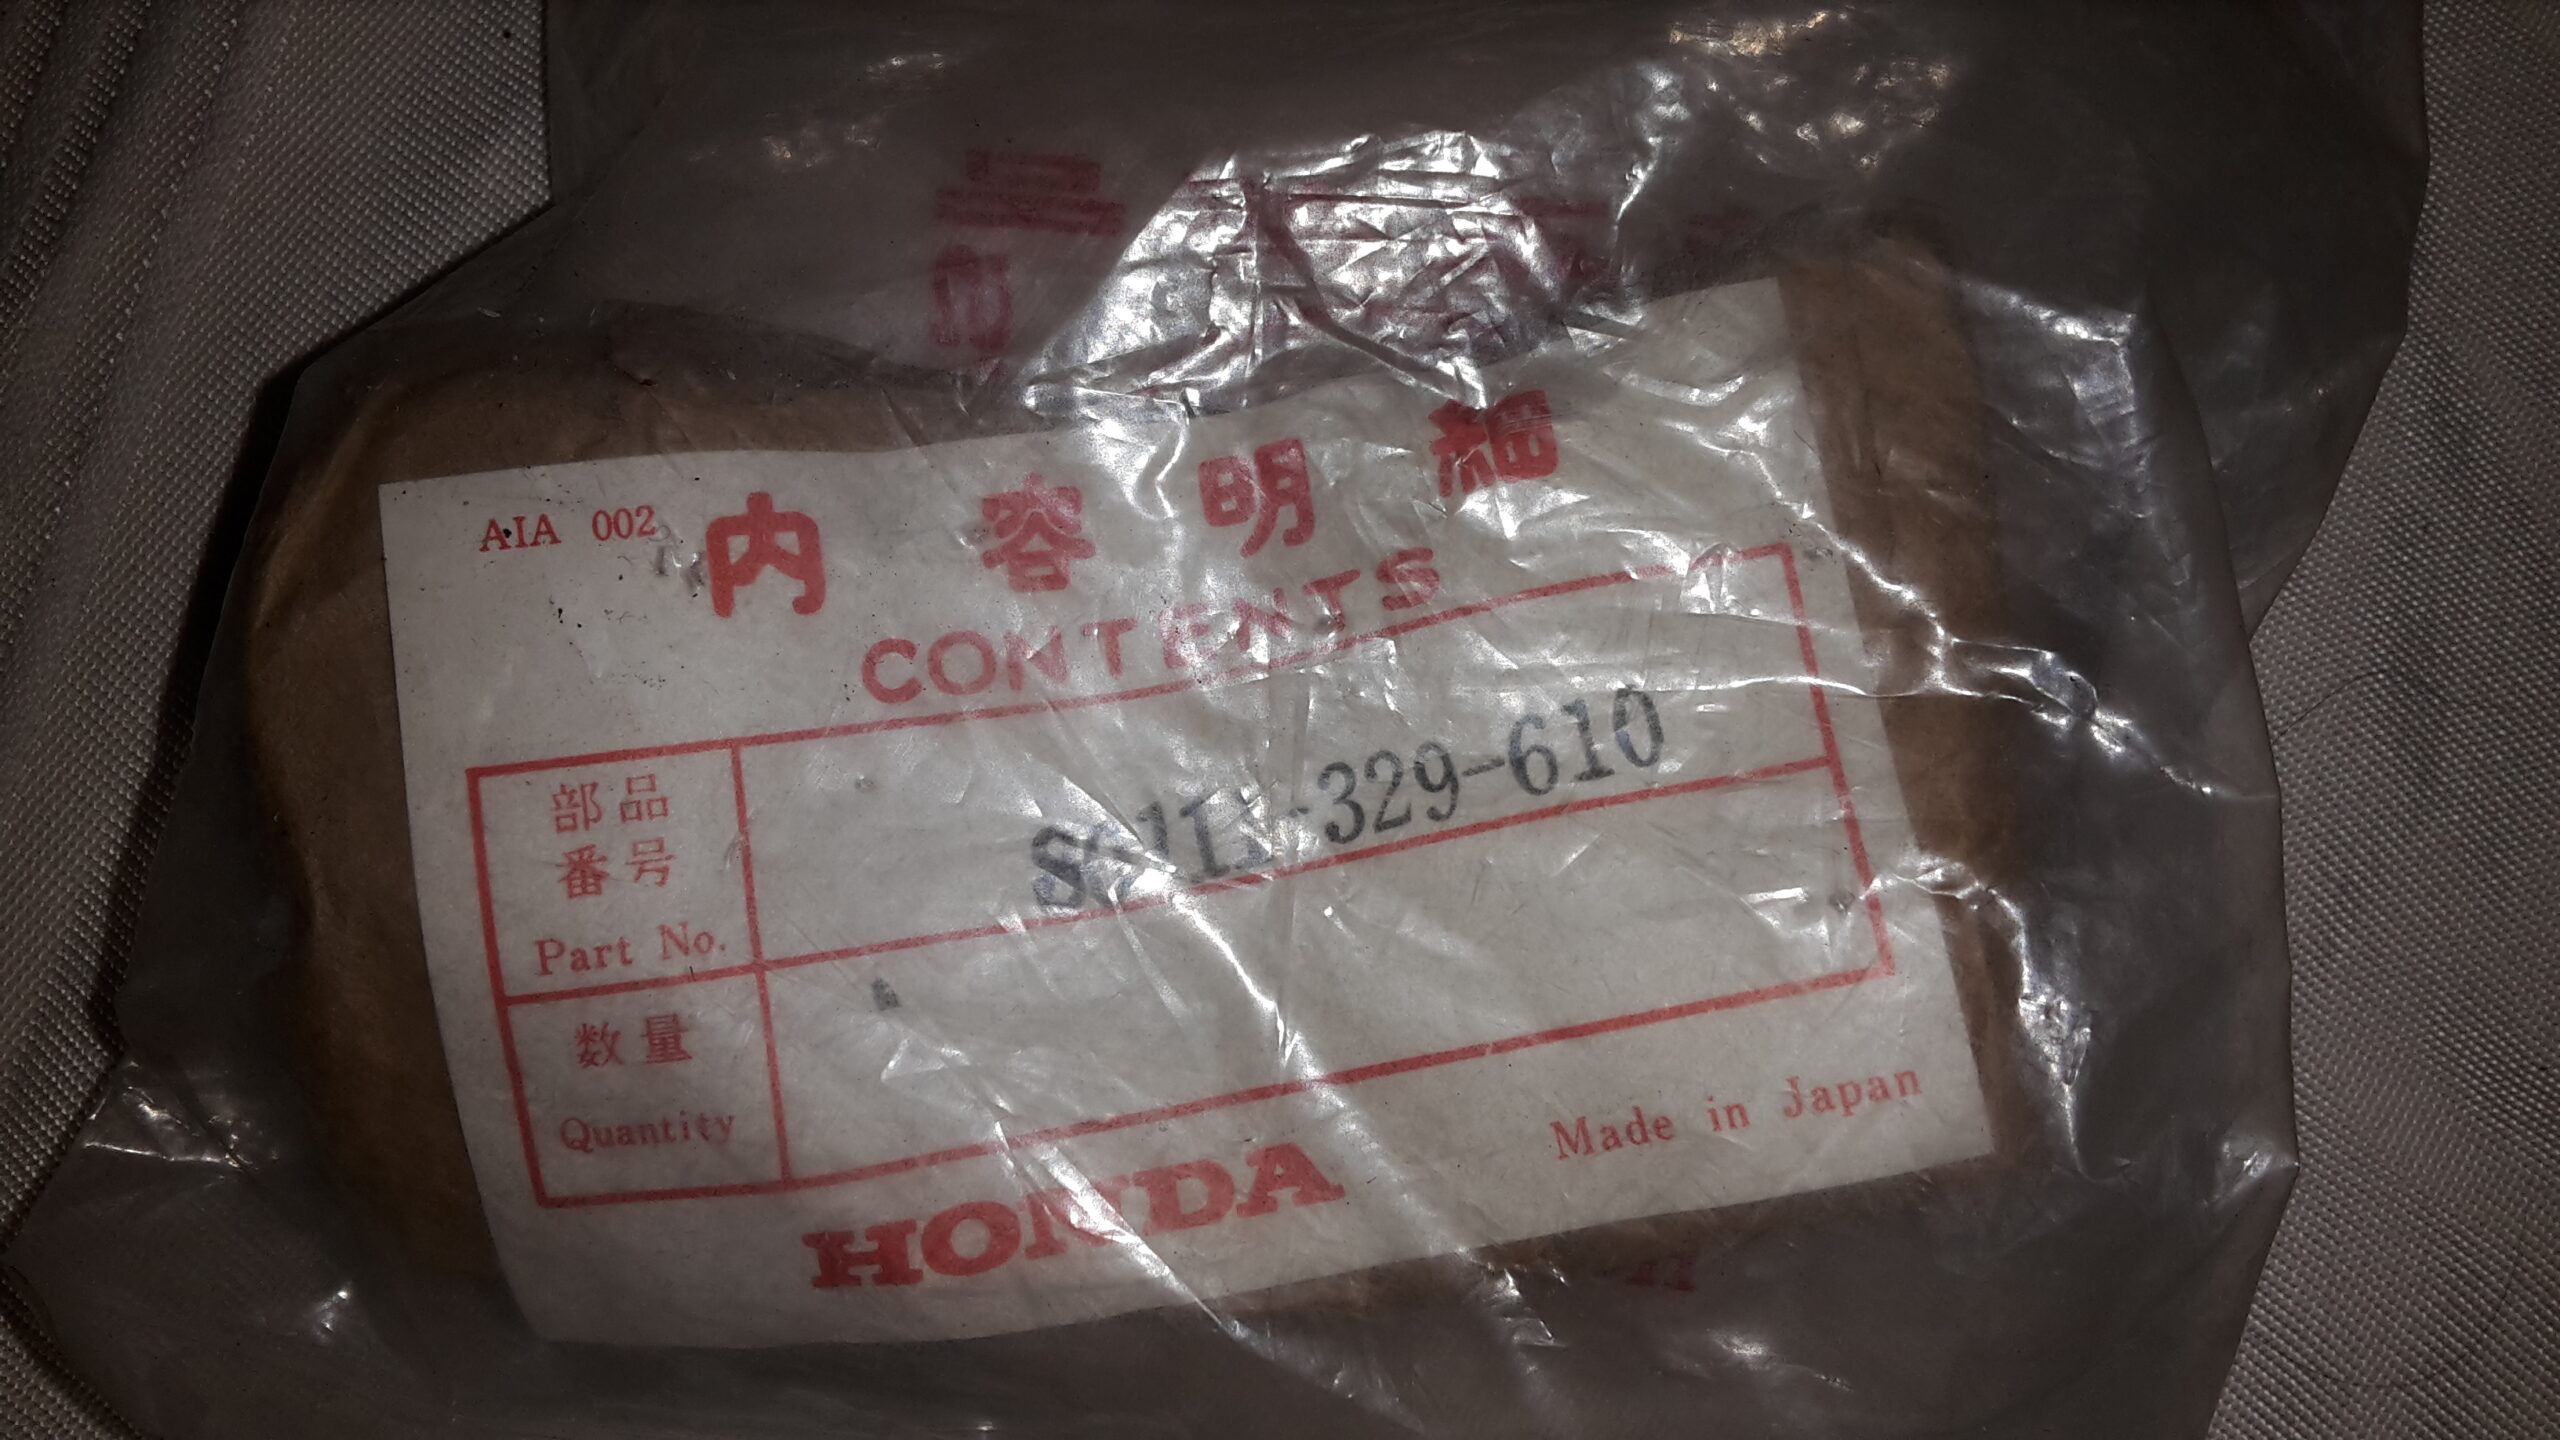 AIA 002
内容明細
CONTENTS
部品
番号
Part No.
-329-610
数量
Quantity
HONDA
Made in Japan